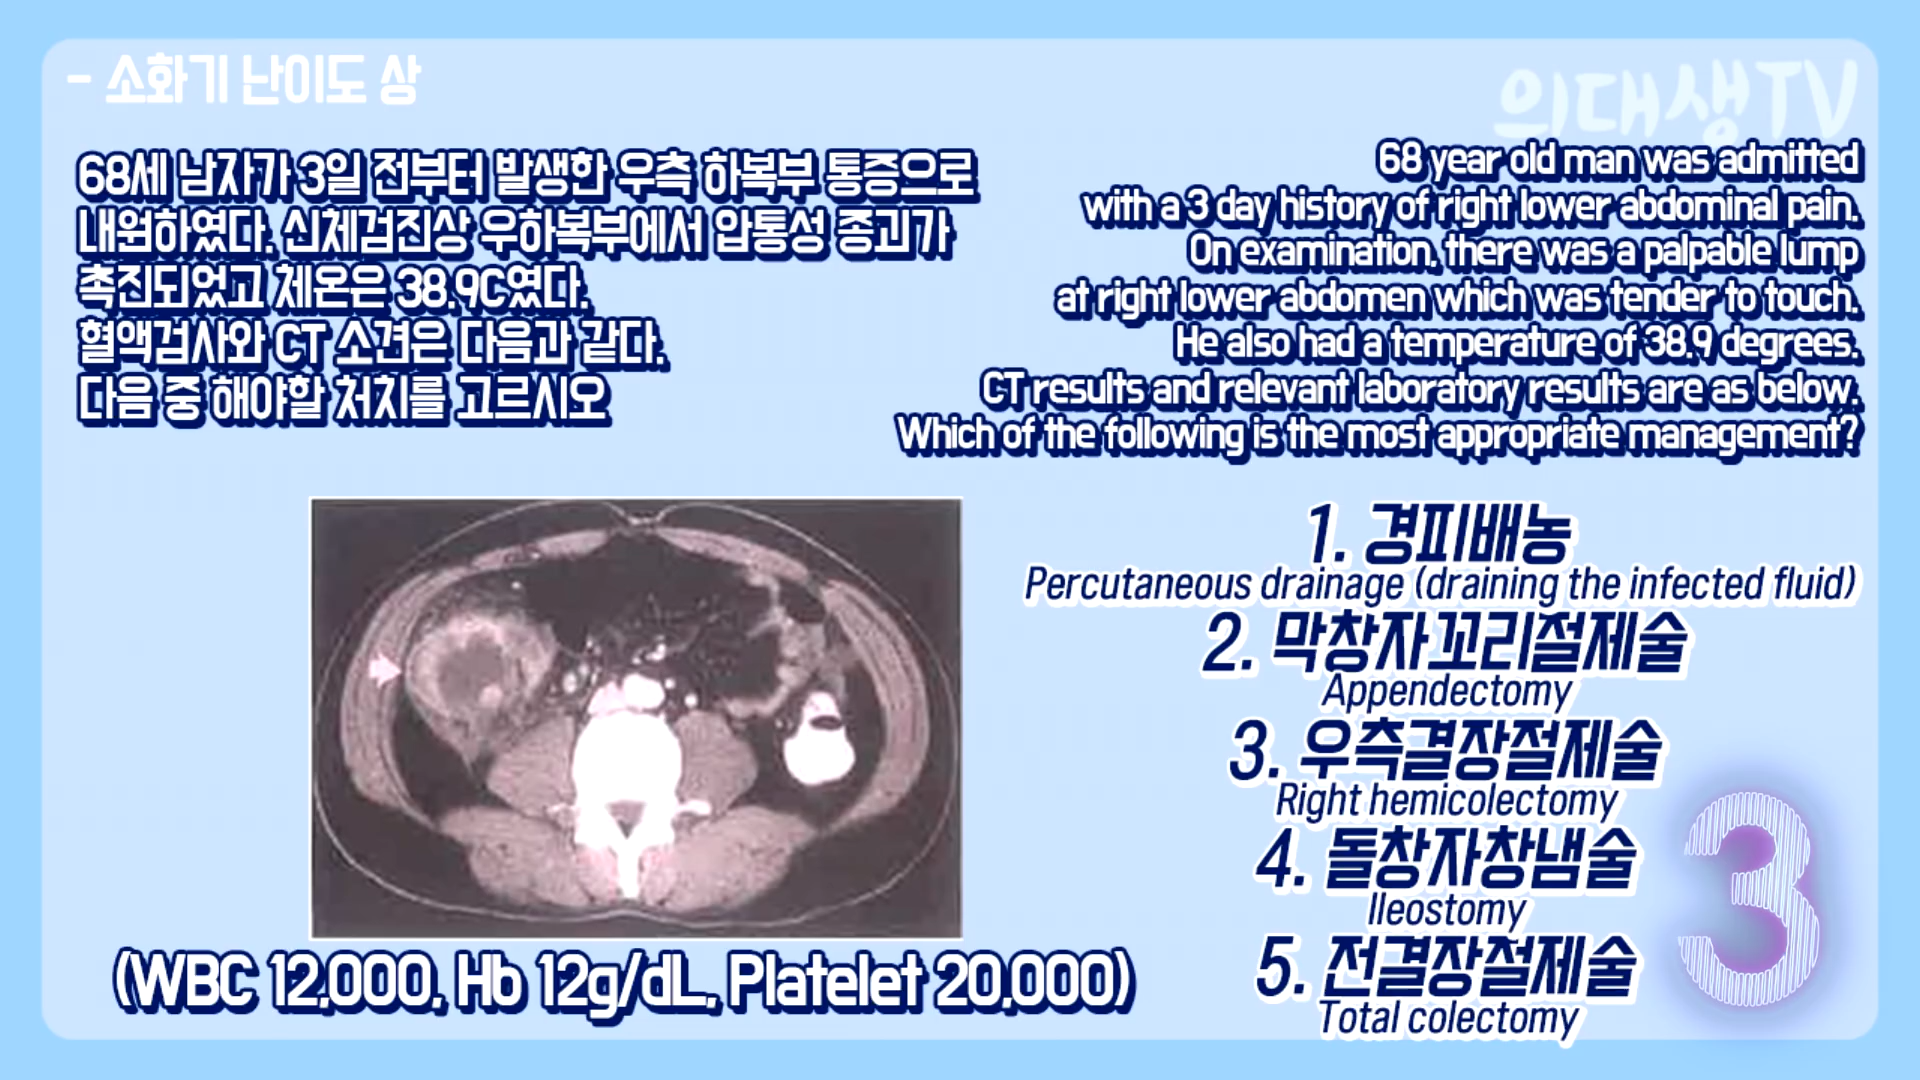 - 소화기 난이도 상
의대생TV
68세 남자가 3일 전부터 발생한 우측 하복부 통증으로
내원하였다. 신체검진상 우하복부에서 압통성 종괴가
촉진되었고 체온은 38.9C였다.
혈액검사와 CT 소견은 다음과 같다.
다음 중 해야할 처치를 고르시오
68 year old man was admitted
with a 3 day history of right lower abdominal pain.
On examination, there was a palpable lump
at right lower abdomen which was tender to touch.
He also had a temperature of 38.9 degrees.
CT results and relevant laboratory results are as below.
Which of the following is the most appropriate management?
(WBC 12,000, Hb 12g/dL, Platelet 20,000)
1. 경피배농
Percutaneous drainage (draining the infected fluid)
2. 막창자꼬리절제술
Appendectomy
3. 우측결장절제술
Right hemicolectomy
4. 돌창자창냄술
Ileostomy
5. 전결장절제술
Total colectomy
3